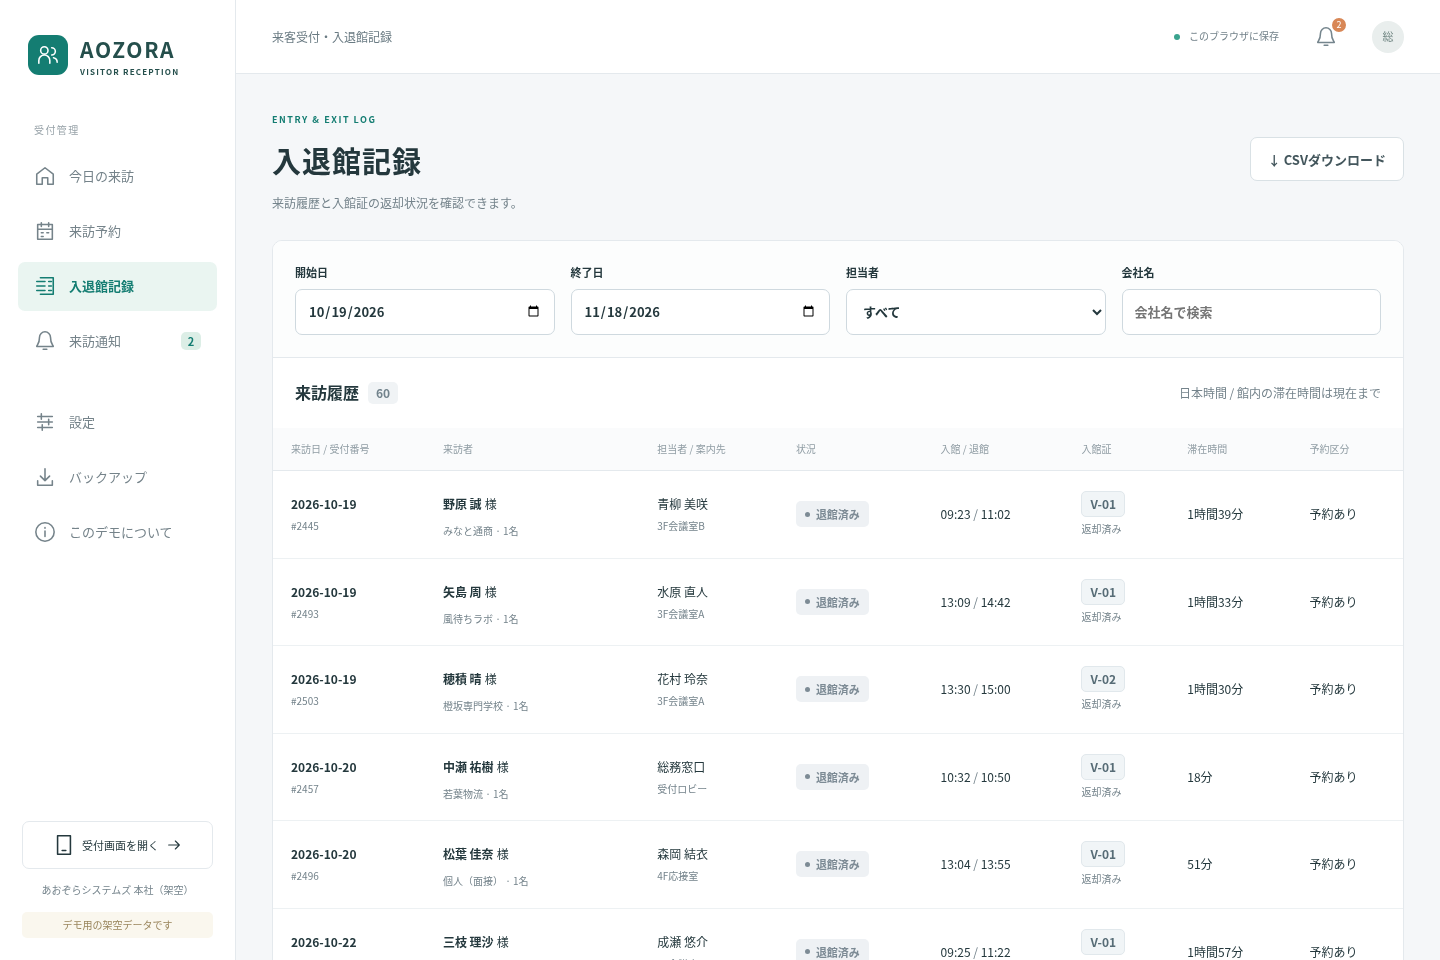 AOZORA
VISITOR RECEPTION
受付管理
今日の来訪
来訪予約
入退館記録
来訪通知 2
設定
バックアップ
このデモについて
受付画面を開く →
あおぞらシステムズ 本社（架空）
デモ用の架空データです
来客受付・入退館記録
このブラウザに保存
2
総
ENTRY & EXIT LOG
入退館記録
来訪履歴と入館証の返却状況を確認できます。
↓ CSVダウンロード
開始日 終了日 担当者 会社名
10/19/2026 11/18/2026 すべて 会社名で検索
来訪履歴 60
日本時間 / 館内の滞在時間は現在まで
来訪日 / 受付番号 来訪者 担当者 / 案内先 状況 入館 / 退館 入館証 滞在時間 予約区分
2026-10-19 野原 誠 様 青柳 美咲 退館済み 09:23 / 11:02 V-01 1時間39分 予約あり
#2445 みなと通商 · 1名 3F会議室B 返却済み
2026-10-19 矢島 周 様 水原 直人 退館済み 13:09 / 14:42 V-01 1時間33分 予約あり
#2493 風待ちラボ · 1名 3F会議室A 返却済み
2026-10-19 穂積 晴 様 花村 玲奈 退館済み 13:30 / 15:00 V-02 1時間30分 予約あり
#2503 橙坂専門学校 · 1名 3F会議室A 返却済み
2026-10-20 中瀬 祐樹 様 総務窓口 退館済み 10:32 / 10:50 V-01 18分 予約あり
#2457 若葉物流 · 1名 受付ロビー 返却済み
2026-10-20 松葉 佳奈 様 森岡 結衣 退館済み 13:04 / 13:55 V-01 51分 予約あり
#2496 個人（面接） · 1名 4F応接室 返却済み
2026-10-22 三枝 理沙 様 成瀬 悠介 退館済み 09:25 / 11:22 V-01 1時間57分 予約あり